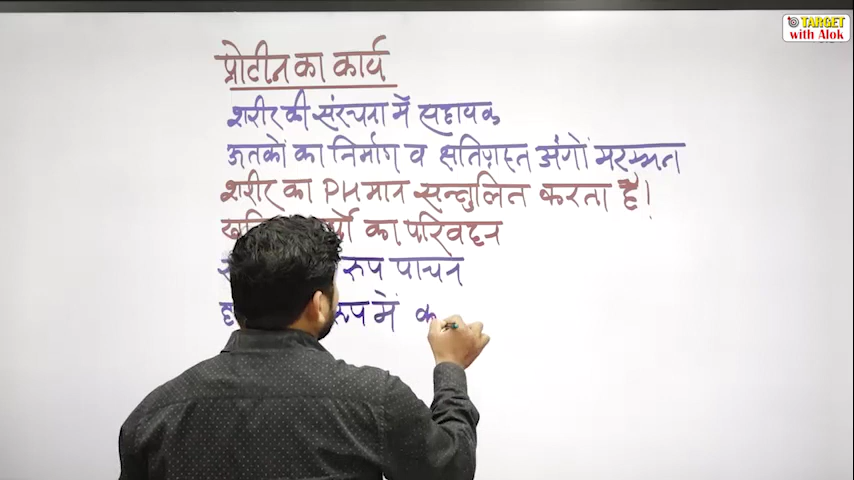 TARGET
with Alok
प्रोटीन का कार्य
शरीर की संरचना में सहायक
ऊतकों का निर्माण व क्षतिग्रस्त अंगों मरम्मत
शरीर का PH मान सन्तुलित करता है।
का परिवहन
रुप पाचन
रूप में क